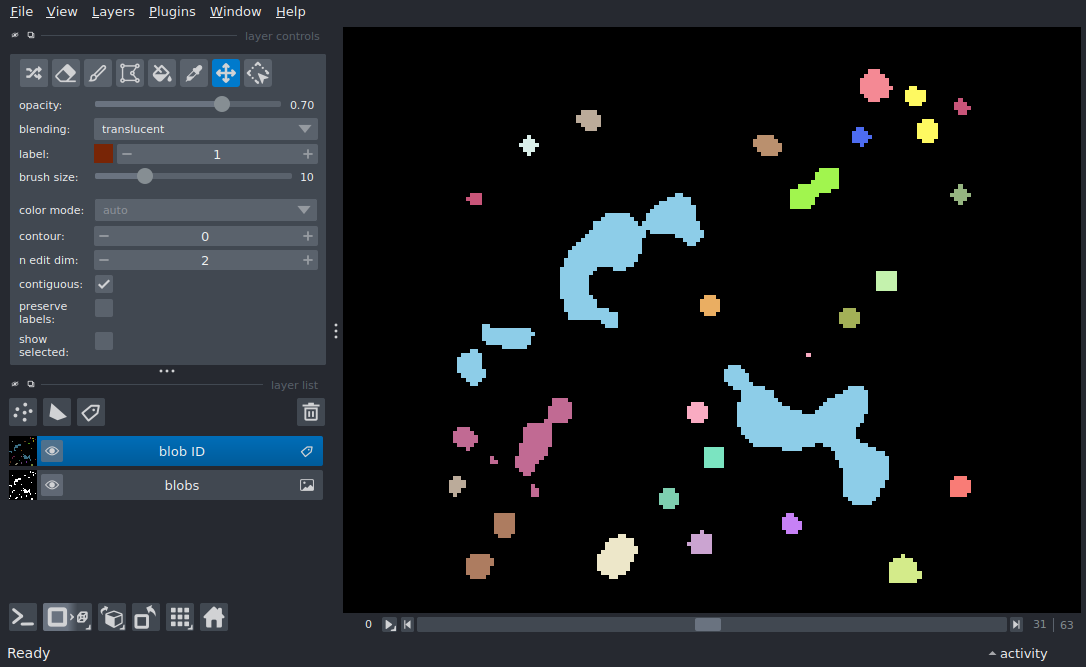 File View Layers Plugins Window Help
layer controls
opacity: 0.70
blending: translucent
label: 1
brush size: 10
color mode: auto
contour: 0
n edit dim: 2
contiguous:
preserve
labels:
show
selected:
layer list
blob ID
blobs
0 31 | 63
Ready activity